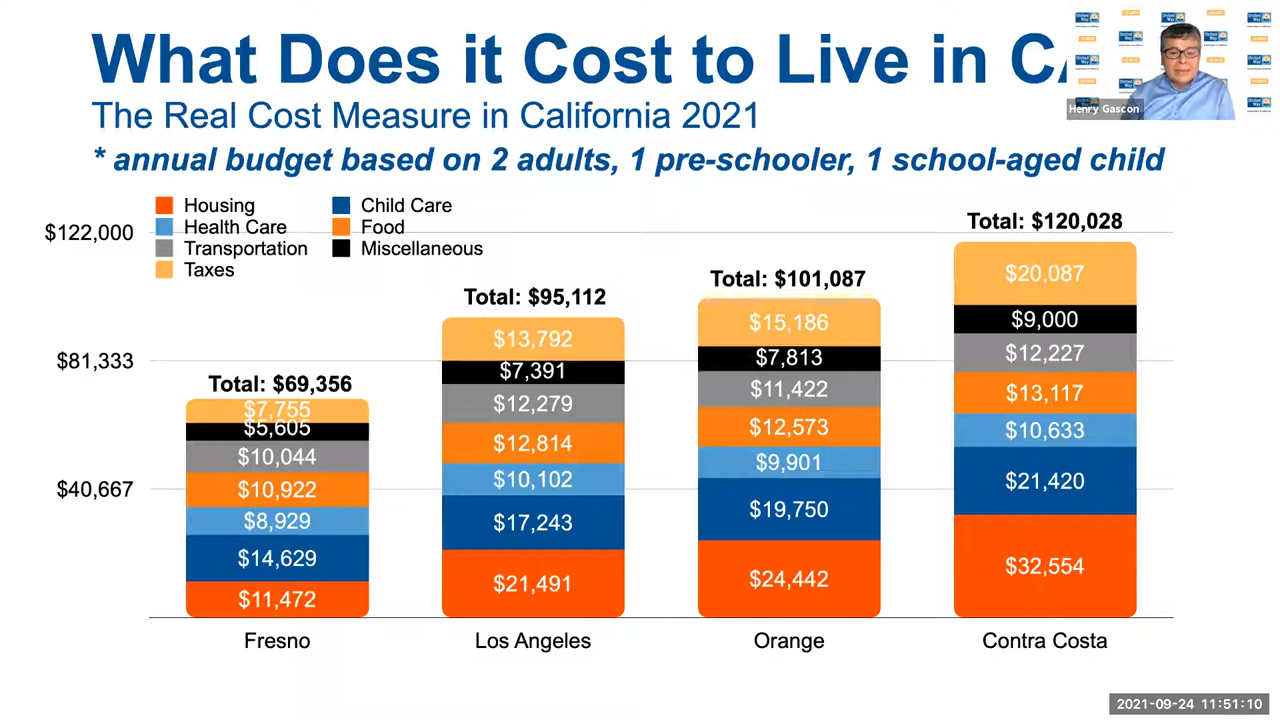 What Does it Cost to Live in CA
The Real Cost Measure in California 2021
* annual budget based on 2 adults, 1 pre-schooler, 1 school-aged child
Henry Gascon
Housing
Child Care
Health Care
Food
Transportation
Miscellaneous
Taxes
$122,000
$81,333
$40,667
Total: $69,356
$7,755
$5,605
$10,044
$10,922
$8,929
$14,629
$11,472
Fresno
Total: $95,112
$13,792
$7,391
$12,279
$12,814
$10,102
$17,243
$21,491
Los Angeles
Total: $101,087
$15,186
$7,813
$11,422
$12,573
$9,901
$19,750
$24,442
Orange
Total: $120,028
$20,087
$9,000
$12,227
$13,117
$10,633
$21,420
$32,554
Contra Costa
United Way
2021-09-24 11:51:10